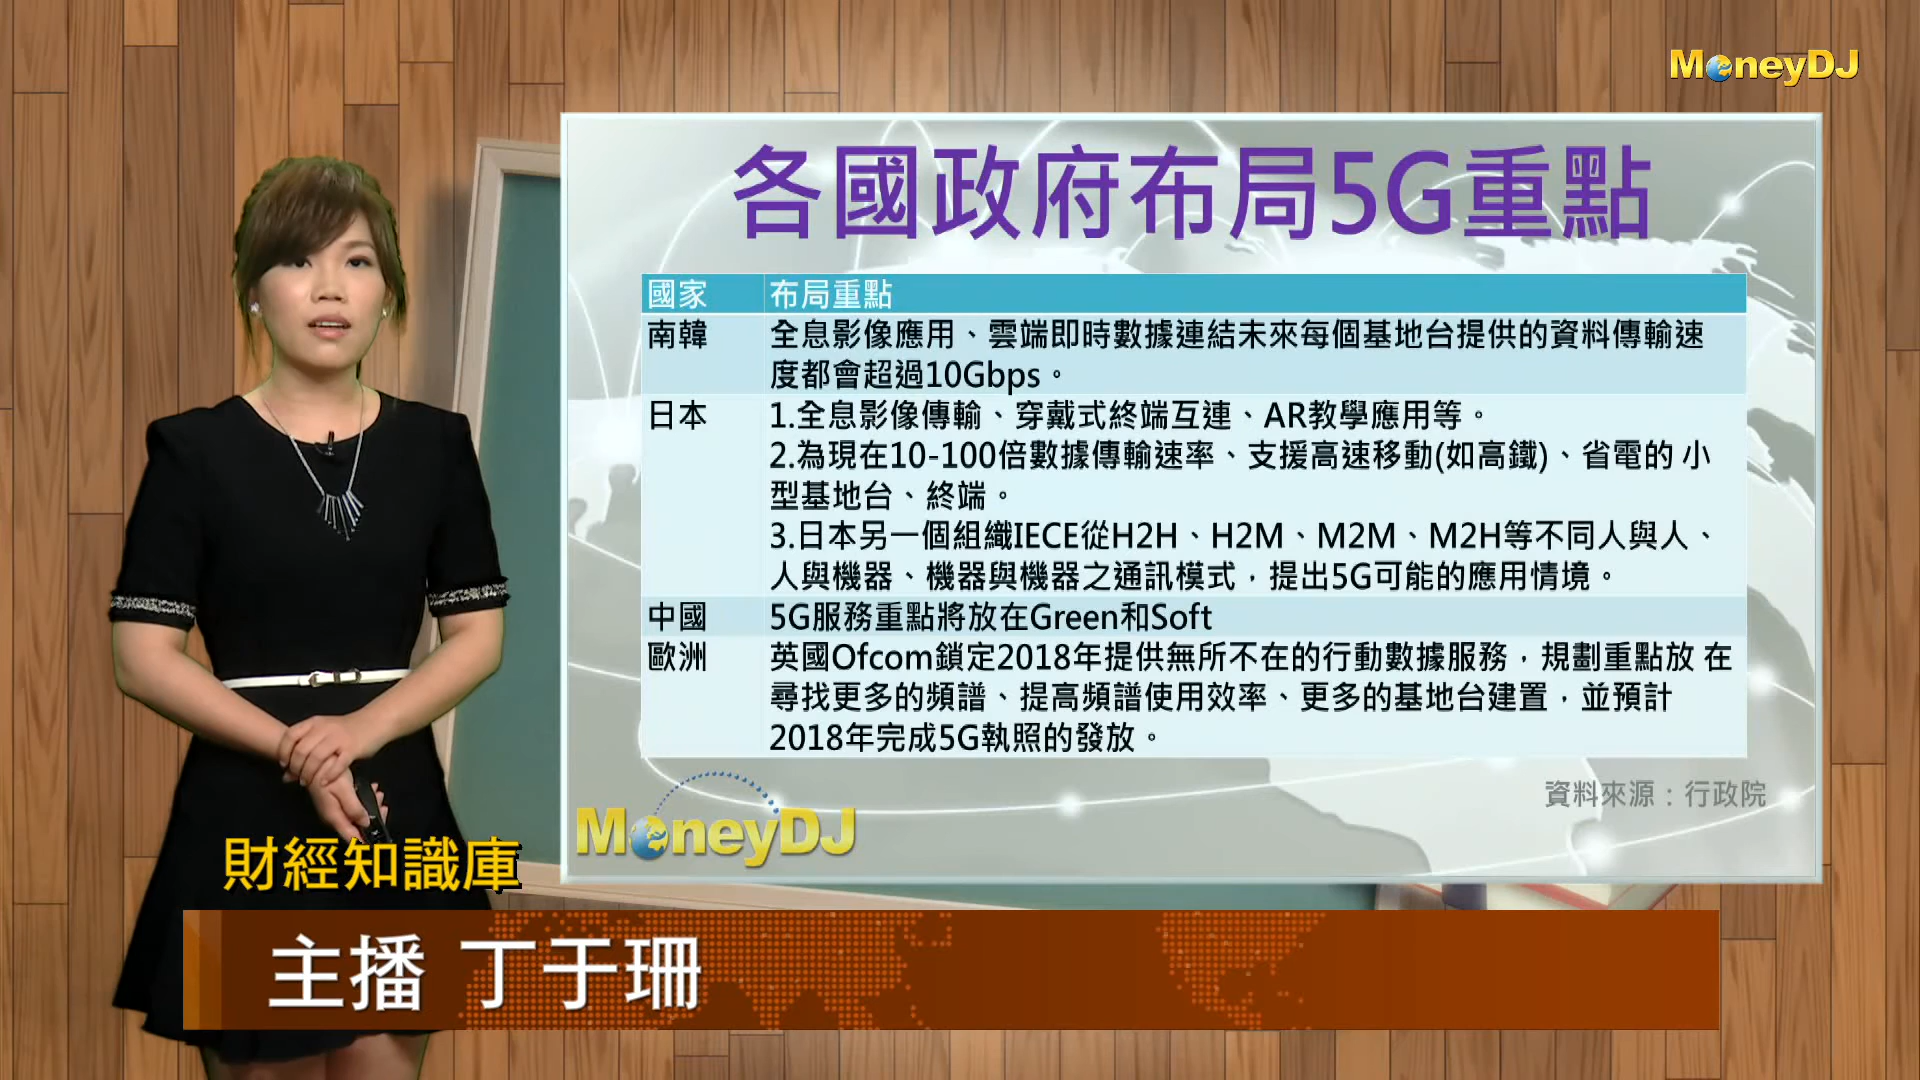 MoneyDJ
各國政府布局5G重點
國家 布局重點
南韓 全息影像應用、雲端即時數據連結未來每個基地台提供的資料傳輸速
度都會超過10Gbps。
日本 1.全息影像傳輸、穿戴式終端互連、AR教學應用等。
2.為現在10-100倍數據傳輸速率、支援高速移動(如高鐵)、省電的 小
型基地台、終端。
3.日本另一個組織IECE從H2H、H2M、M2M、M2H等不同人與人、
人與機器、機器與機器之通訊模式，提出5G可能的應用情境。
中國 5G服務重點將放在Green和Soft
歐洲 英國Ofcom鎖定2018年提供無所不在的行動數據服務，規劃重點放 在
尋找更多的頻譜、提高頻譜使用效率、更多的基地台建置，並預計
2018年完成5G執照的發放。
資料來源：行政院
MoneyDJ
財經知識庫
主播 丁于珊